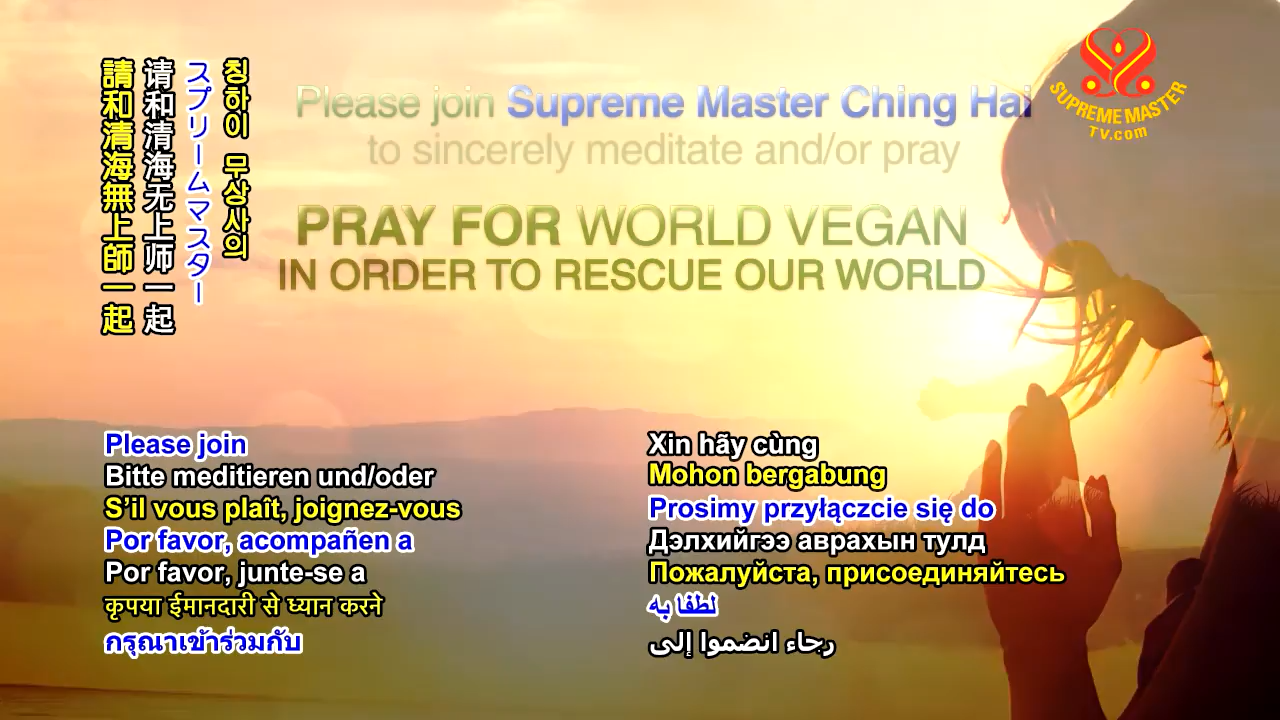 請和清海無上師一起
请和清海无上师一起
スプリームマスター
칭하이 무상사의
Please join Supreme Master Ching Hai
to sincerely meditate and/or pray
PRAY FOR WORLD VEGAN
IN ORDER TO RESCUE OUR WORLD
SUPREME MASTER
TV.com
Please join
Bitte meditieren und/oder
S’il vous plaît, joignez-vous
Por favor, acompañen a
Por favor, junte-se a
कृपया ईमानदारी से ध्यान करने
กรุณาเข้าร่วมกับ
Xin hãy cùng
Mohon bergabung
Prosimy przyłączcie się do
Дэлхийгээ аврахын тулд
Пожалуйста, присоединяйтесь
لطفا به
رجاء انضموا إلى